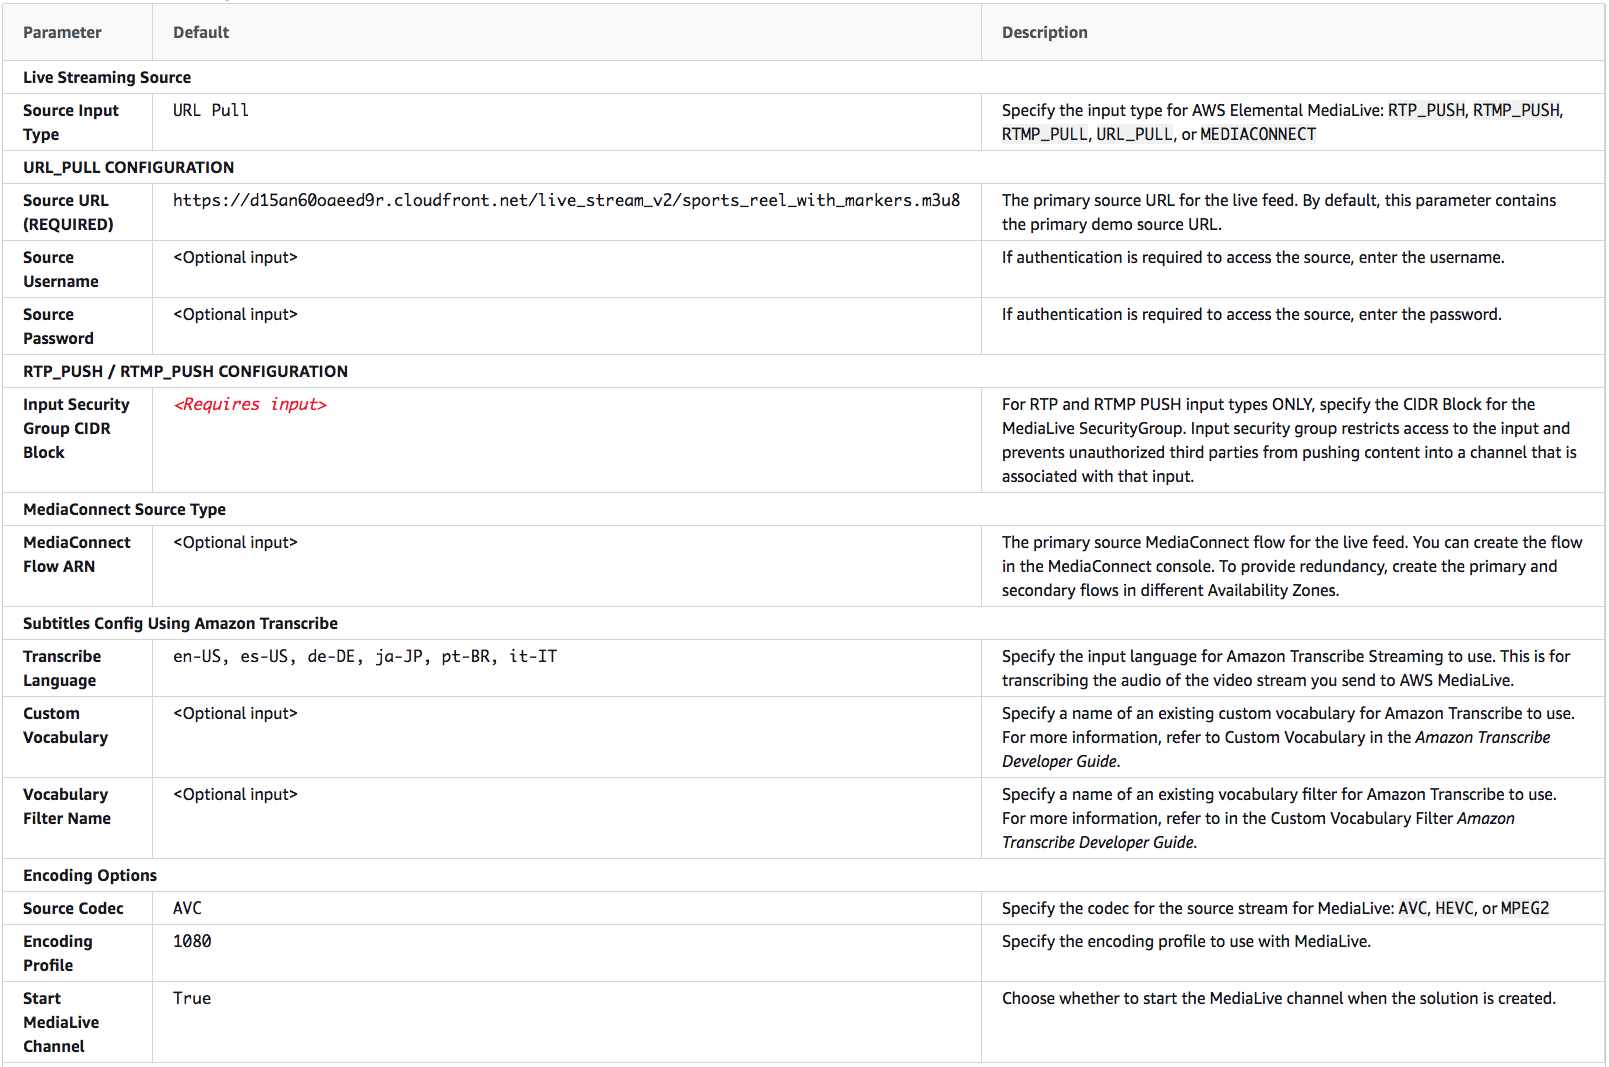 Parameter
Default
Description
Live Streaming Source
Source Input
Type
URL Pull
Specify the input type for AWS Elemental MediaLive: RTP_PUSH, RTMP_PUSH,
RTMP_PULL, URL_PULL, or MEDIACONNECT
URL_PULL CONFIGURATION
Source URL
(REQUIRED)
https://d15an60oaeed9r.cloudfront.net/live_stream_v2/sports_reel_with_markers.m3u8
The primary source URL for the live feed. By default, this parameter contains
the primary demo source URL.
Source
Username
<Optional input>
If authentication is required to access the source, enter the username.
Source
Password
<Optional input>
If authentication is required to access the source, enter the password.
RTP_PUSH / RTMP_PUSH CONFIGURATION
Input Security
Group CIDR
Block
<Requires input>
For RTP and RTMP PUSH input types ONLY, specify the CIDR Block for the
MediaLive SecurityGroup. Input security group restricts access to the input and
prevents unauthorized third parties from pushing content into a channel that is
associated with that input.
MediaConnect Source Type
MediaConnect
Flow ARN
<Optional input>
The primary source MediaConnect flow for the live feed. You can create the flow
in the MediaConnect console. To provide redundancy, create the primary and
secondary flows in different Availability Zones.
Subtitles Config Using Amazon Transcribe
Transcribe
Language
en-US, es-US, de-DE, ja-JP, pt-BR, it-IT
Specify the input language for Amazon Transcribe Streaming to use. This is for
transcribing the audio of the video stream you send to AWS MediaLive.
Custom
Vocabulary
<Optional input>
Specify a name of an existing custom vocabulary for Amazon Transcribe to use.
For more information, refer to Custom Vocabulary in the Amazon Transcribe
Developer Guide.
Vocabulary
Filter Name
<Optional input>
Specify a name of an existing vocabulary filter for Amazon Transcribe to use.
For more information, refer to in the Custom Vocabulary Filter Amazon
Transcribe Developer Guide.
Encoding Options
Source Codec
AVC
Specify the codec for the source stream for MediaLive: AVC, HEVC, or MPEG2
Encoding
Profile
1080
Specify the encoding profile to use with MediaLive.
Start
MediaLive
Channel
True
Choose whether to start the MediaLive channel when the solution is created.